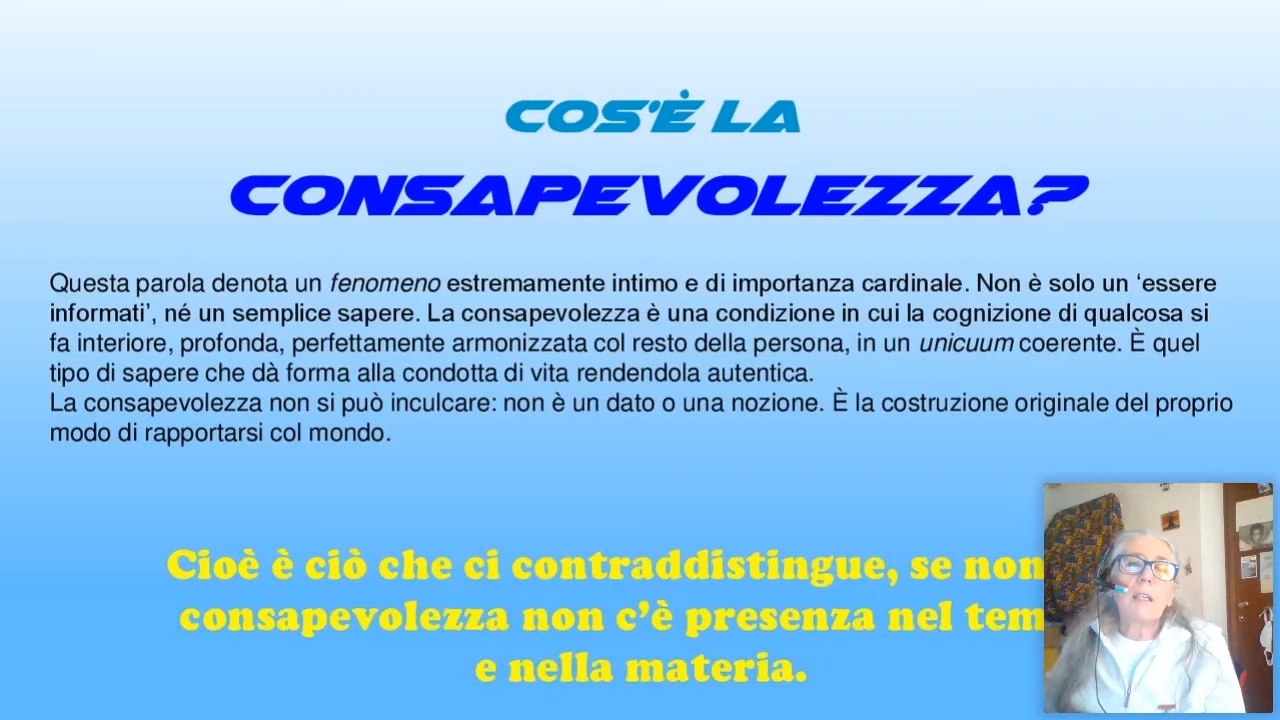 COS'È LA
CONSAPEVOLEZZA?
Questa parola denota un fenomeno estremamente intimo e di importanza cardinale. Non è solo un ‘essere
informati’, né un semplice sapere. La consapevolezza è una condizione in cui la cognizione di qualcosa si
fa interiore, profonda, perfettamente armonizzata col resto della persona, in un unicuum coerente. È quel
tipo di sapere che dà forma alla condotta di vita rendendola autentica.
La consapevolezza non si può inculcare: non è un dato o una nozione. È la costruzione originale del proprio
modo di rapportarsi col mondo.
Cioè è ciò che ci contraddistingue, se non
consapevolezza non c’è presenza nel tem
e nella materia.